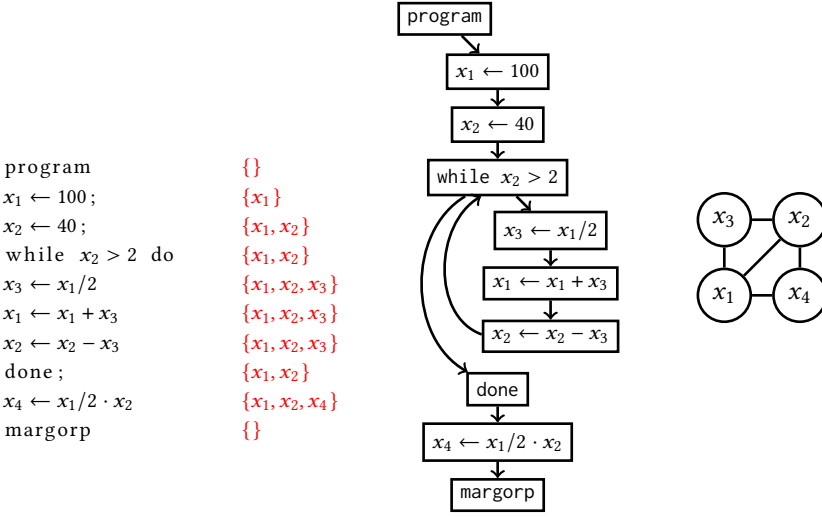 program {}
x₁ ← 100; {x₁}
x₂ ← 40; {x₁, x₂}
while x₂ > 2 do {x₁, x₂}
x₃ ← x₁/2 {x₁, x₂, x₃}
x₁ ← x₁ + x₃ {x₁, x₂, x₃}
x₂ ← x₂ − x₃ {x₁, x₂, x₃}
done; {x₁, x₂}
x₄ ← x₁/2 · x₂ {x₁, x₂, x₄}
margorp {}
program
x₁ ← 100
x₂ ← 40
while x₂ > 2
x₃ ← x₁/2
x₁ ← x₁ + x₃
x₂ ← x₂ − x₃
done
x₄ ← x₁/2 · x₂
margorp
x₃ x₂
x₁ x₄